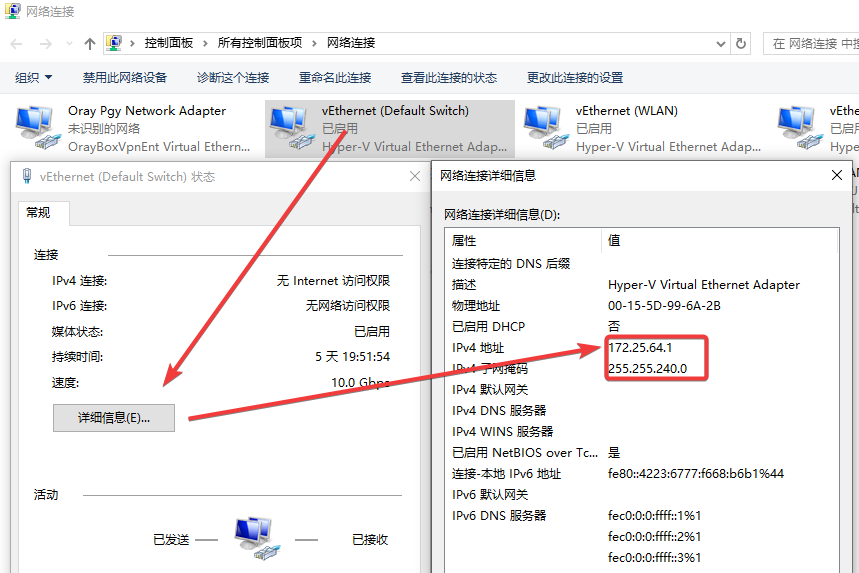 网络连接
控制面板 › 所有控制面板项 › 网络连接
在 网络连接 中搜
组织 禁用此网络设备 诊断这个连接 重命名此连接 查看此连接的状态 更改此连接的设置
Oray Pgy Network Adapter
未识别的网络
OrayBoxVpnEnt Virtual Ethern...
vEthernet (Default Switch)
已启用
Hyper-V Virtual Ethernet Adap...
vEthernet (WLAN)
已启用
Hyper-V Virtual Ethernet Adap...
vEthe
已启用
Hype
vEthernet (Default Switch) 状态
常规
连接
IPv4 连接: 无 Internet 访问权限
IPv6 连接: 无网络访问权限
媒体状态: 已启用
持续时间: 5 天 19:51:54
速度: 10.0 Gbps
详细信息(E)...
活动
已发送 已接收
网络连接详细信息
网络连接详细信息(D):
属性 值
连接特定的 DNS 后缀
描述 Hyper-V Virtual Ethernet Adapter
物理地址 00-15-5D-99-6A-2B
已启用 DHCP 否
IPv4 地址 172.25.64.1
IPv4 子网掩码 255.255.240.0
IPv4 默认网关
IPv4 DNS 服务器
IPv4 WINS 服务器
已启用 NetBIOS over Tc... 是
连接-本地 IPv6 地址 fe80::4223:6777:f668:b6b1%44
IPv6 默认网关
IPv6 DNS 服务器 fec0:0:0:ffff::1%1
fec0:0:0:ffff::2%1
fec0:0:0:ffff::3%1